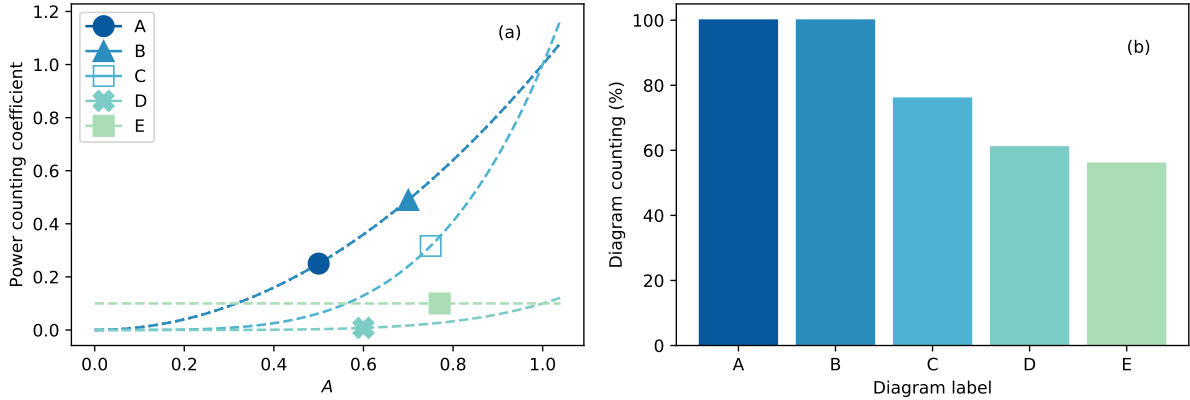 1.2
1.0
0.8
0.6
0.4
0.2
0.0
Power counting coefficient
A
B
C
D
E
(a)
0.0 0.2 0.4 0.6 0.8 1.0
A
100
80
60
40
20
0
Diagram counting (%)
(b)
A B C D E
Diagram label